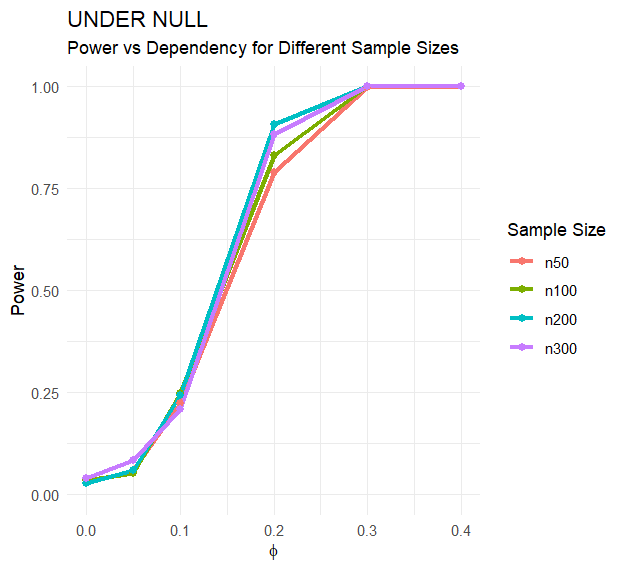 UNDER NULL
Power vs Dependency for Different Sample Sizes
1.00
0.75
0.50
0.25
0.00
Power
0.0 0.1 0.2 0.3 0.4
ϕ
Sample Size
n50
n100
n200
n300